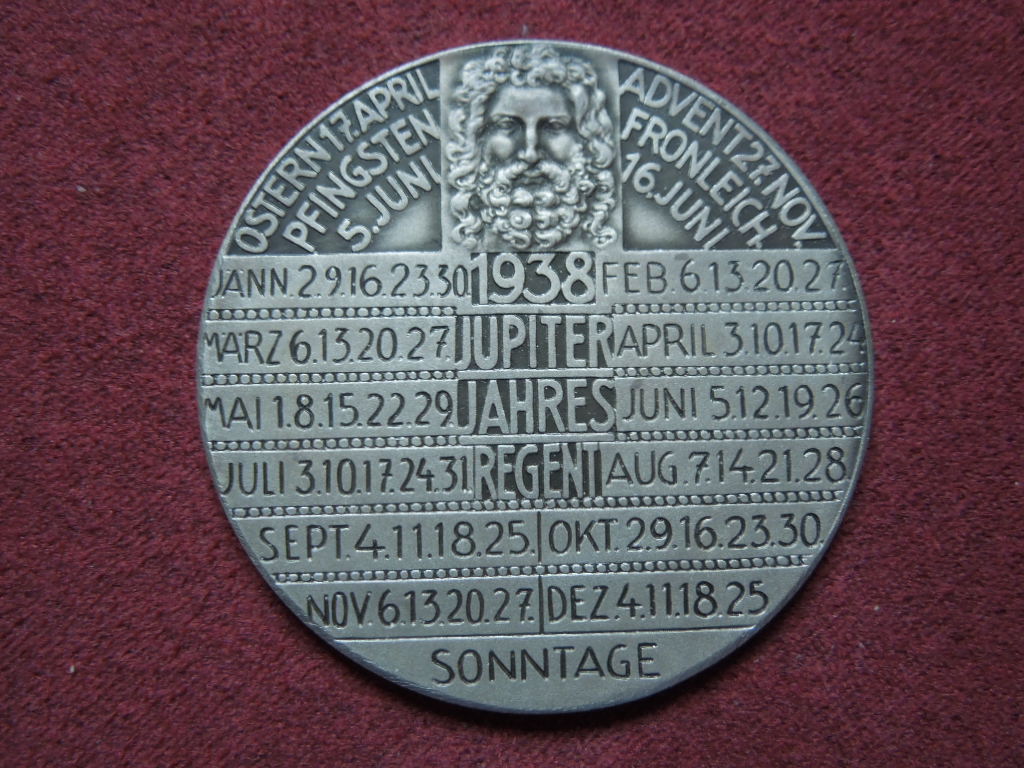 OSTERN 17. APRIL
PFINGSTEN
5. JUNI
ADVENT 27. NOV.
FRONLEICH.
16. JUNI
JANN. 2.9.16.23.30. 1938 FEB. 6.13.20.27.
MÄRZ 6.13.20.27. JUPITER APRIL 3.10.17.24
MAI 1.8.15.22.29. JAHRES JUNI 5.12.19.26
JULI 3.10.17.24.31. REGENT AUG. 7.14.21.28
SEPT. 4.11.18.25. OKT. 2.9.16.23.30.
NOV. 6.13.20.27. DEZ. 4.11.18.25
SONNTAGE